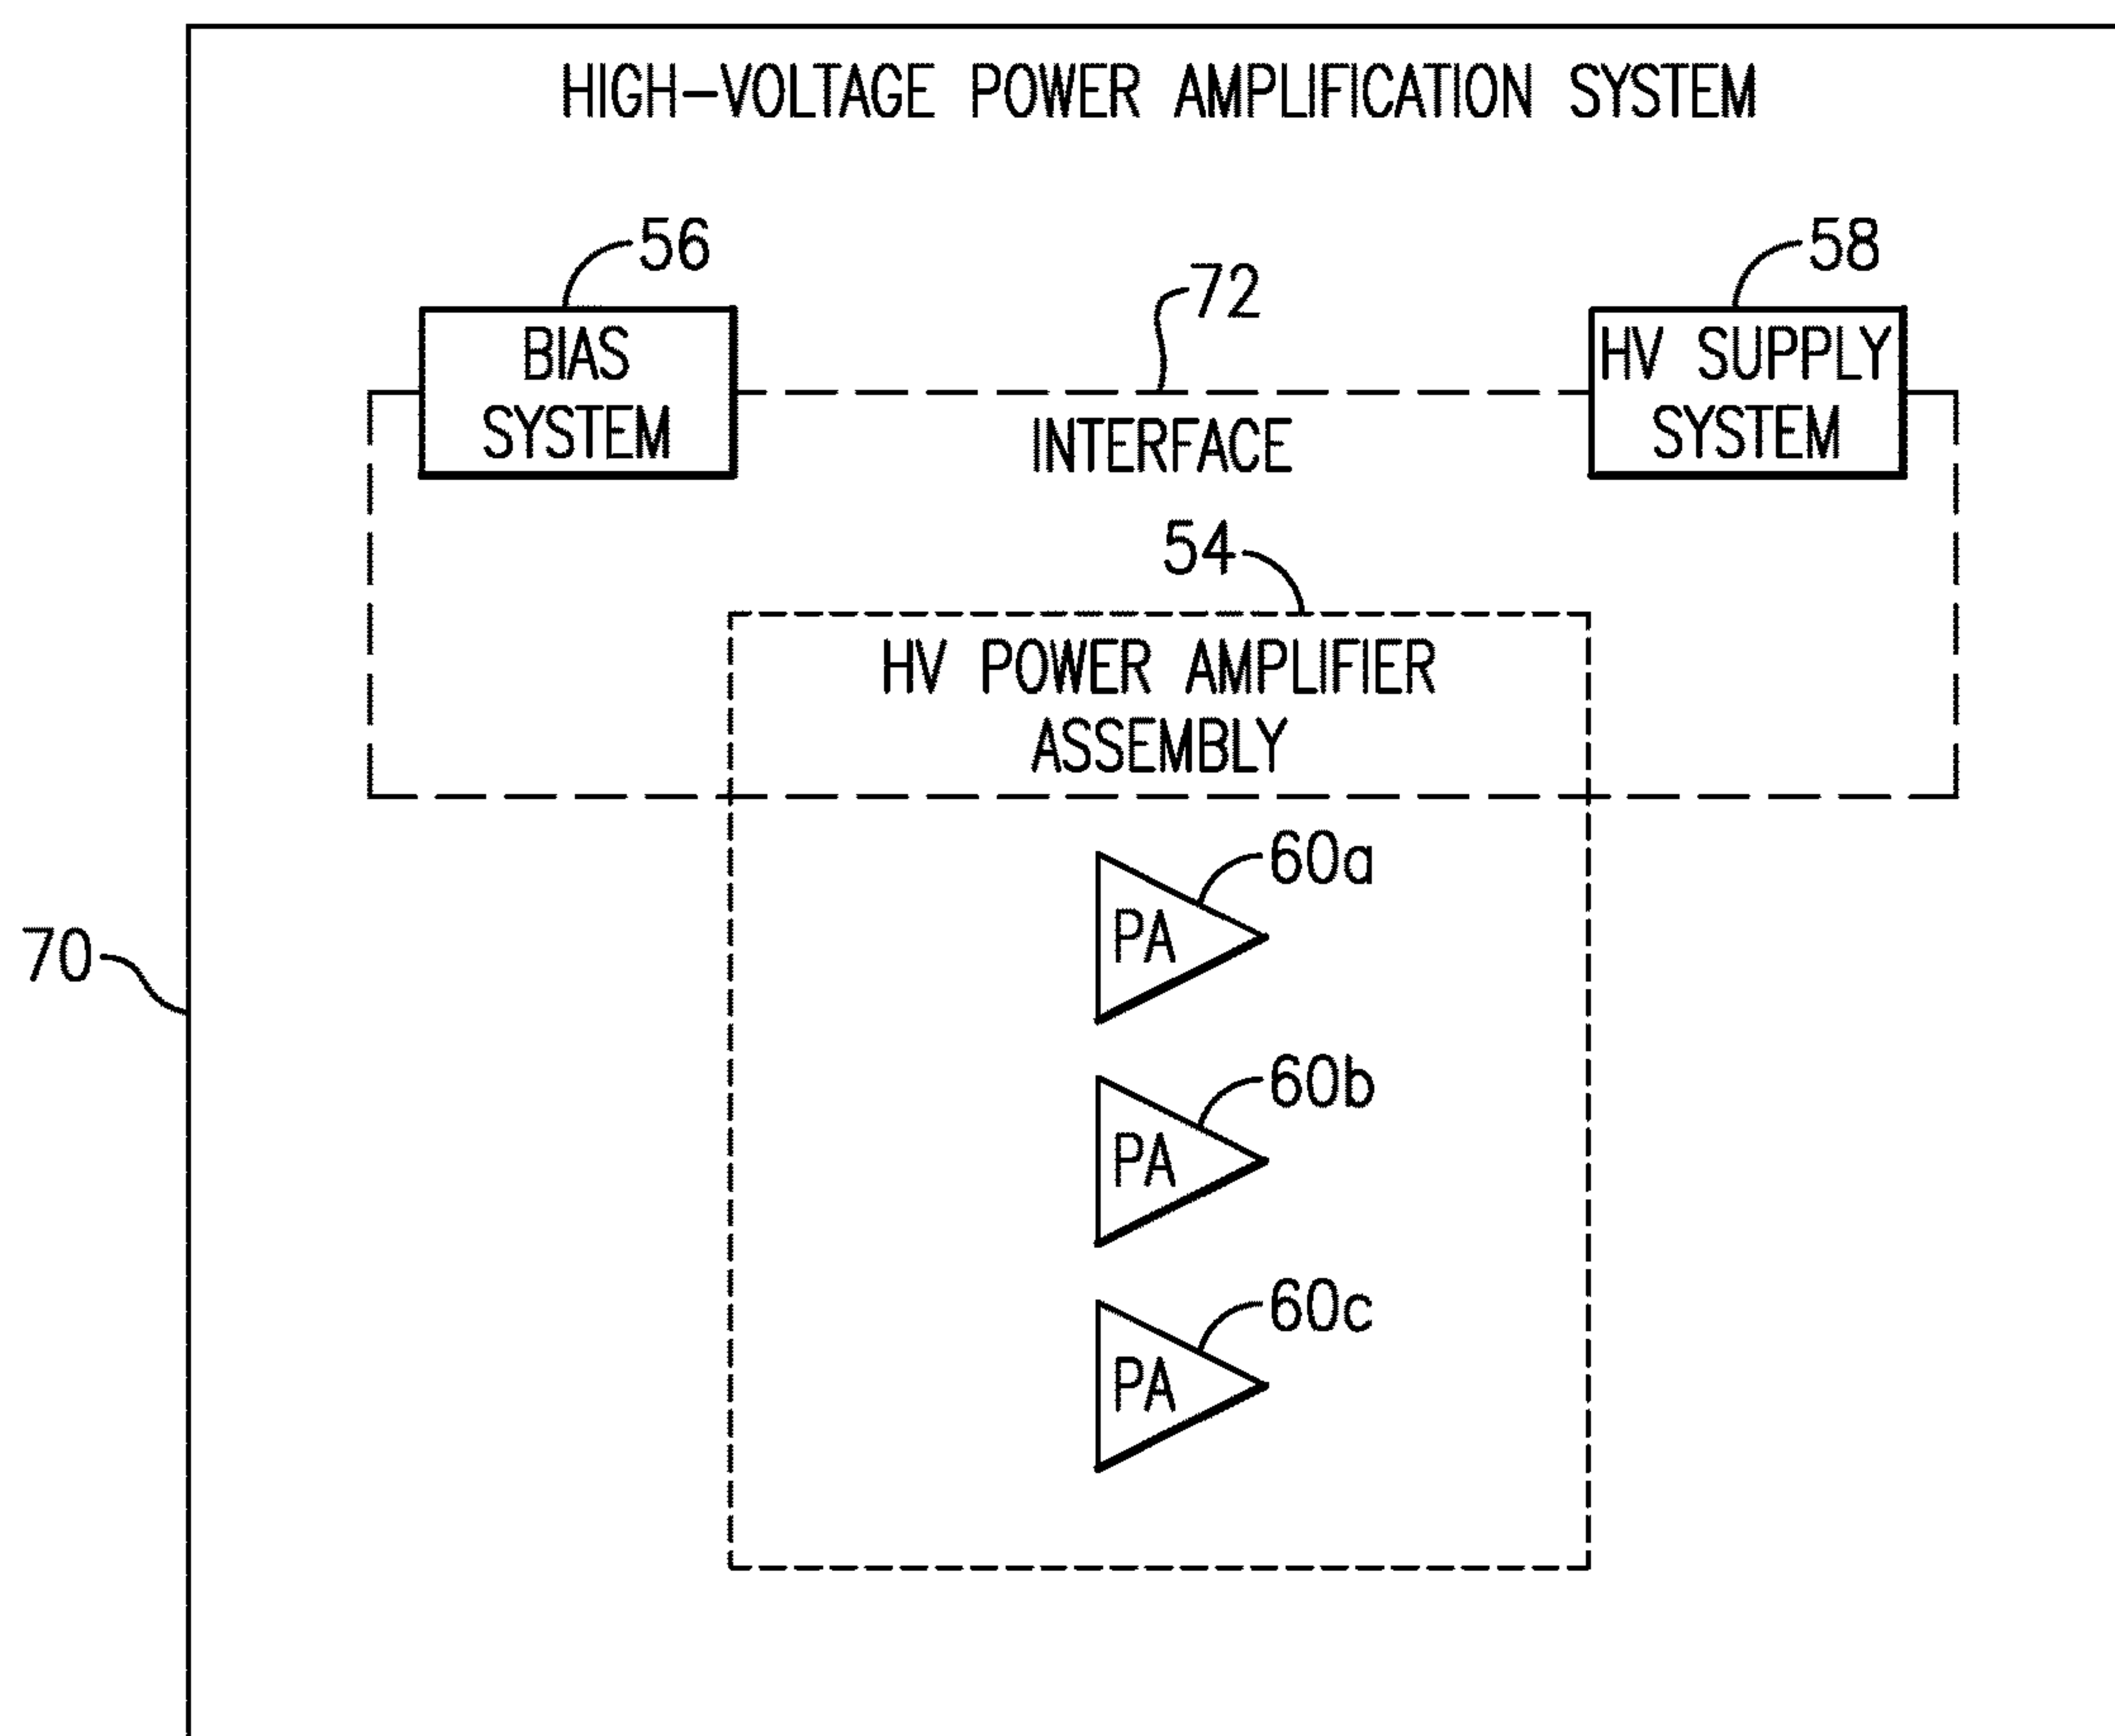 HIGH-VOLTAGE POWER AMPLIFICATION SYSTEM
56
58
72
BIAS
SYSTEM
HV SUPPLY
SYSTEM
INTERFACE
54
HV POWER AMPLIFIER
ASSEMBLY
60a
PA
70
60b
PA
60c
PA